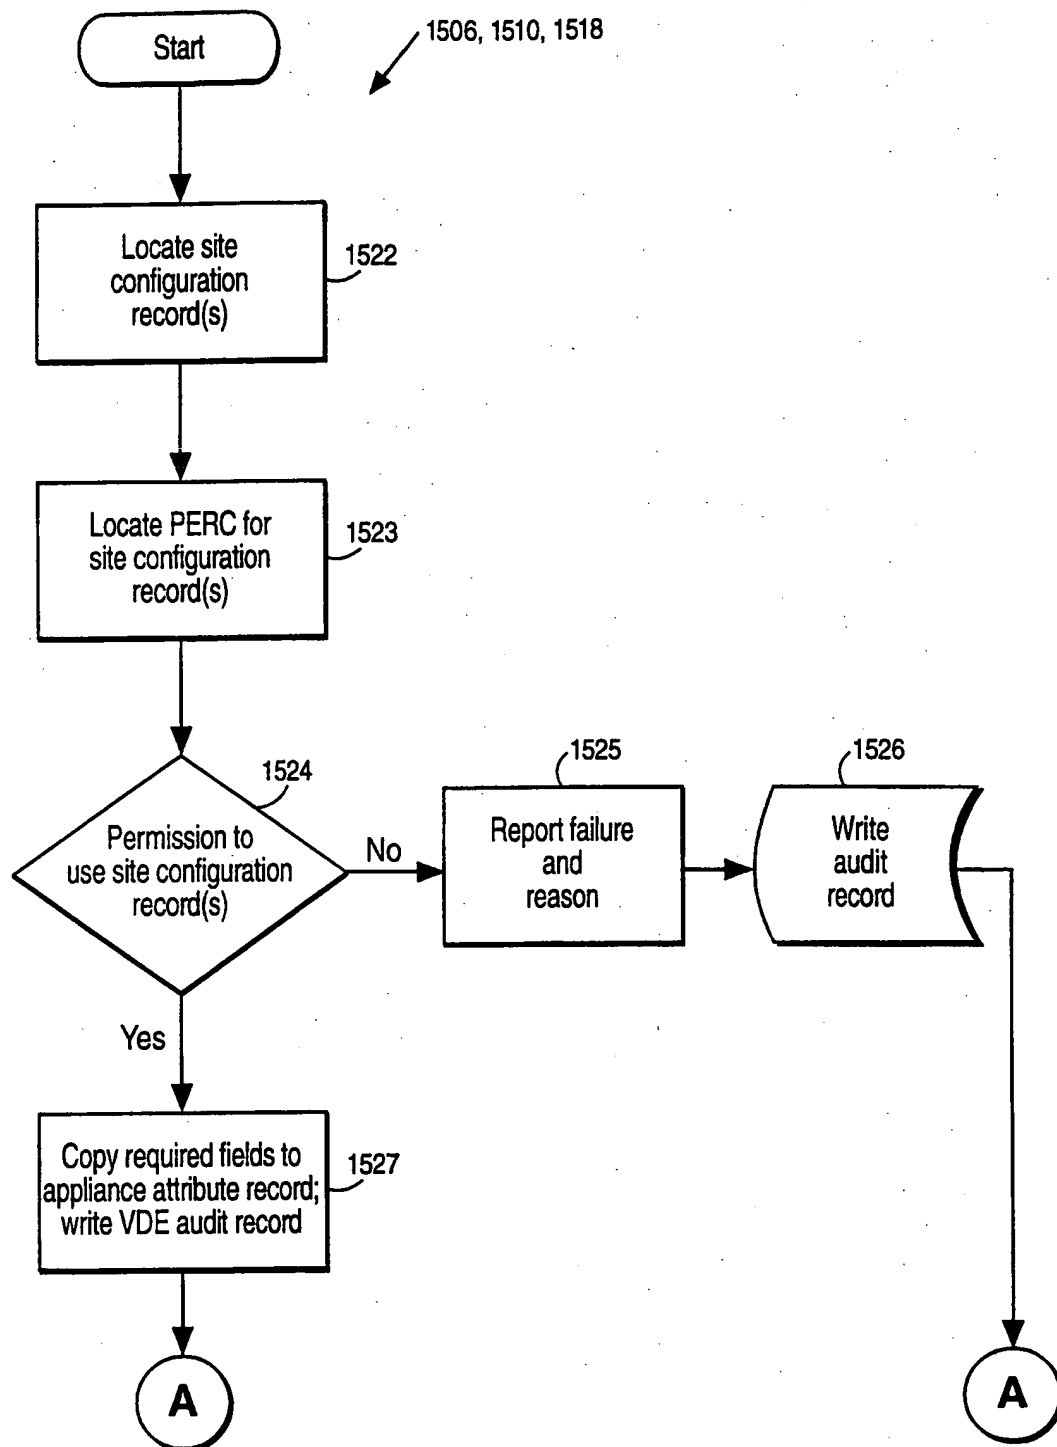 Start
1506, 1510, 1518
Locate site
configuration
record(s)
1522
Locate PERC for
site configuration
record(s)
1523
1524
Permission to
use site configuration
record(s)
No
1525
Report failure
and
reason
1526
Write
audit
record
Yes
Copy required fields to
appliance attribute record;
write VDE audit record
1527
A
A